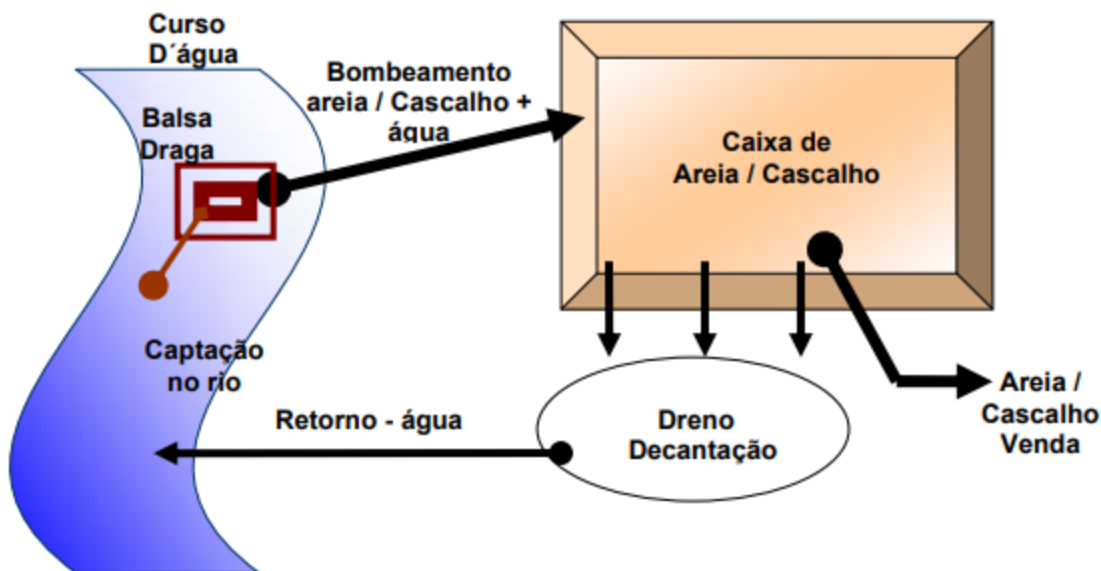 Curso
D´água
Bombeamento
areia / Cascalho +
água
Balsa
Draga
Caixa de
Areia / Cascalho
Captação
no rio
Retorno - água
Dreno
Decantação
Areia /
Cascalho
Venda